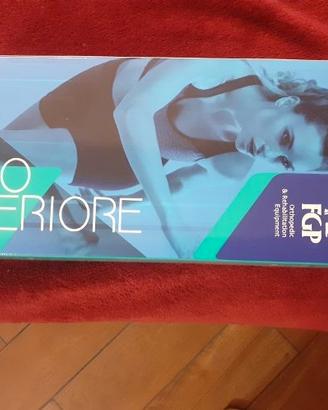 O
ERIORE
FGP
Orthopedic
& Rehabilitation
Equipment